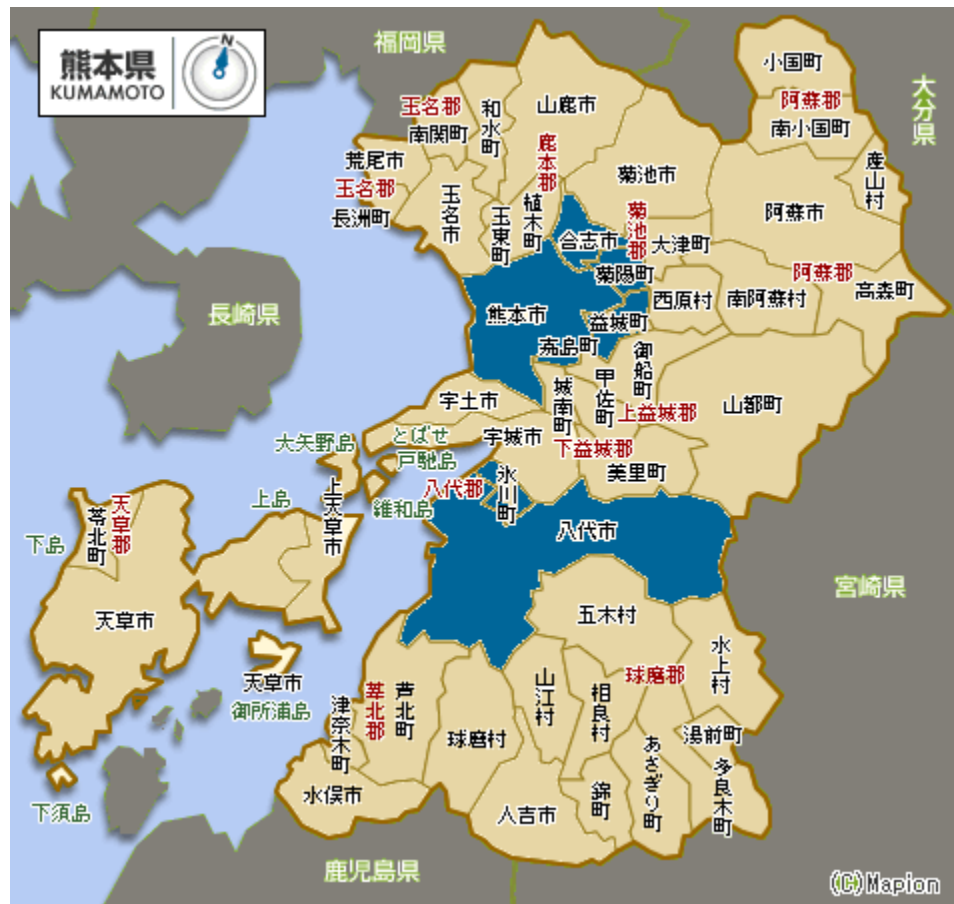 熊本県
KUMAMOTO
N
福岡県
大分県
小国町
阿蘇郡
南小国町
産山村
玉名郡
南関町
和水町
山鹿市
鹿本郡
荒尾市
玉名郡
長洲町
玉名市
玉東町
植木町
菊池市
菊池郡
合志市
大津町
菊陽町
阿蘇市
阿蘇郡
高森町
南阿蘇村
西原村
長崎県
熊本市
益城町
嘉島町
御船町
甲佐町
城南町
上益城郡
山都町
宇土市
宇城市
とばせ
戸馳島
大矢野島
下益城郡
美里町
八代郡
氷川町
維和島
上島
上天草市
八代市
天草郡
苓北町
下島
天草市
天草市
御所浦島
下須島
宮崎県
五木村
水上村
球磨郡
山江村
相良村
湯前町
多良木町
あさぎり町
錦町
球磨村
人吉市
芦北町
葦北郡
津奈木町
水俣市
鹿児島県
(C)Mapion